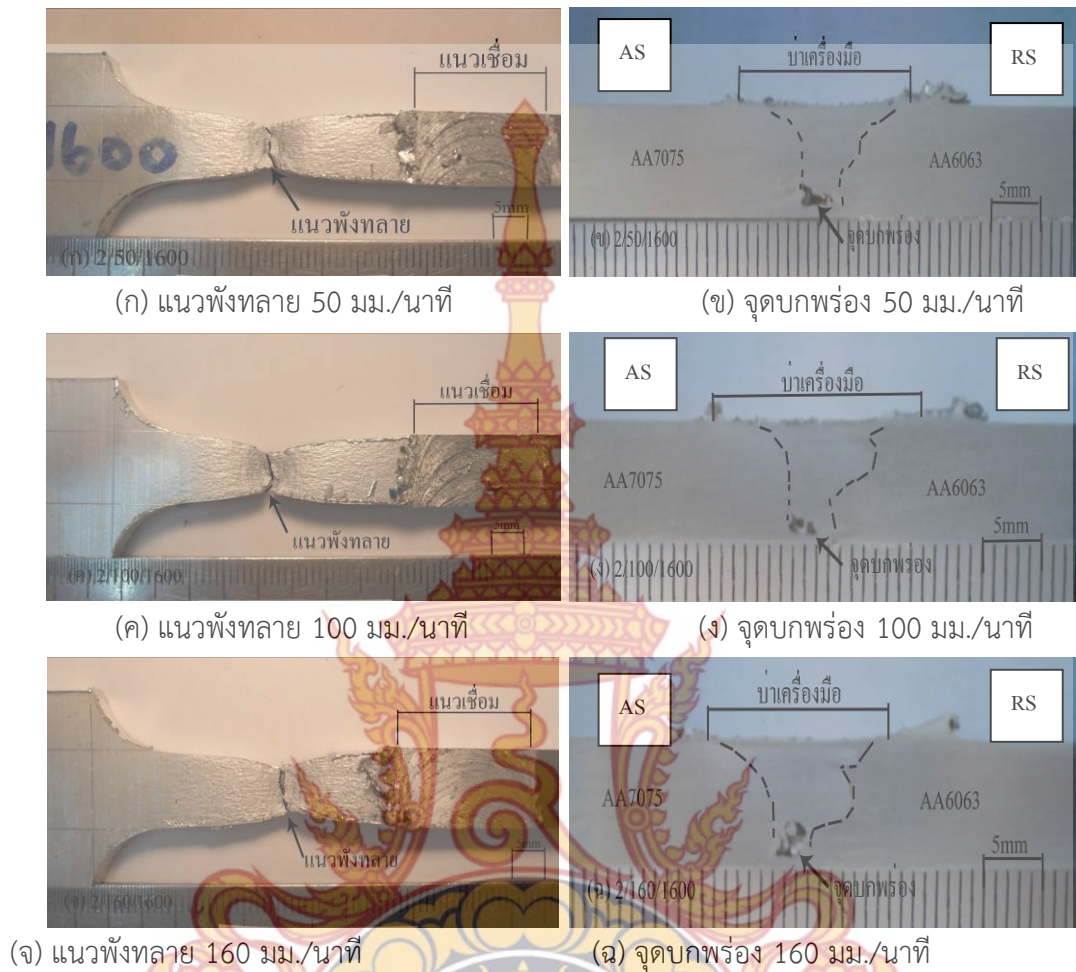 แนวเชื่อม
1600
แนวพังทลาย
5mm
(ก) 2/50/1600
AS
บ่าเครื่องมือ
RS
AA7075
AA6063
5mm
(ข) 2/50/1600
จุดบกพร่อง
(ก) แนวพังทลาย 50 มม./นาที
(ข) จุดบกพร่อง 50 มม./นาที
แนวเชื่อม
แนวพังทลาย
5mm
(ค) 2/100/1600
AS
บ่าเครื่องมือ
RS
AA7075
AA6063
5mm
(ง) 2/100/1600
จุดบกพร่อง
(ค) แนวพังทลาย 100 มม./นาที
(ง) จุดบกพร่อง 100 มม./นาที
แนวเชื่อม
แนวพังทลาย
5mm
(จ) 2/160/1600
AS
บ่าเครื่องมือ
RS
AA7075
AA6063
5mm
(ฉ) 2/160/1600
จุดบกพร่อง
(จ) แนวพังทลาย 160 มม./นาที
(ฉ) จุดบกพร่อง 160 มม./นาที